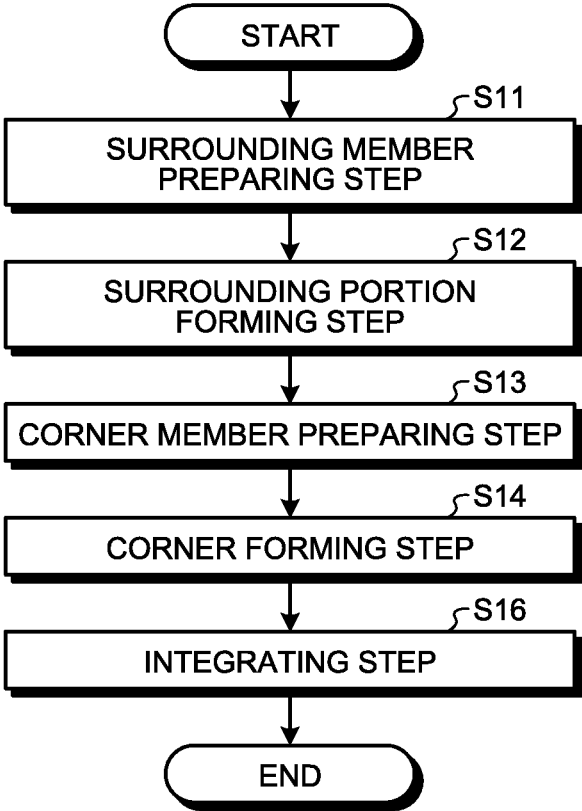 START
S11
SURROUNDING MEMBER
PREPARING STEP
S12
SURROUNDING PORTION
FORMING STEP
S13
CORNER MEMBER PREPARING STEP
S14
CORNER FORMING STEP
S16
INTEGRATING STEP
END